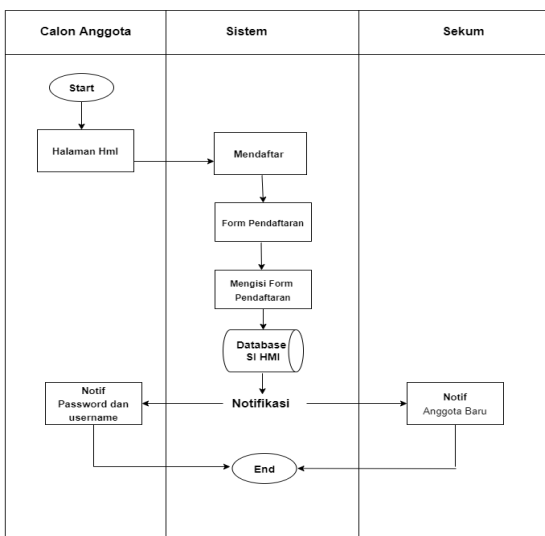 Calon Anggota
Sistem
Sekum
Start
Halaman HmI
Mendaftar
Form Pendaftaran
Mengisi Form
Pendaftaran
Database
SI HMI
Notif
Password dan
username
Notifikasi
Notif
Anggota Baru
End